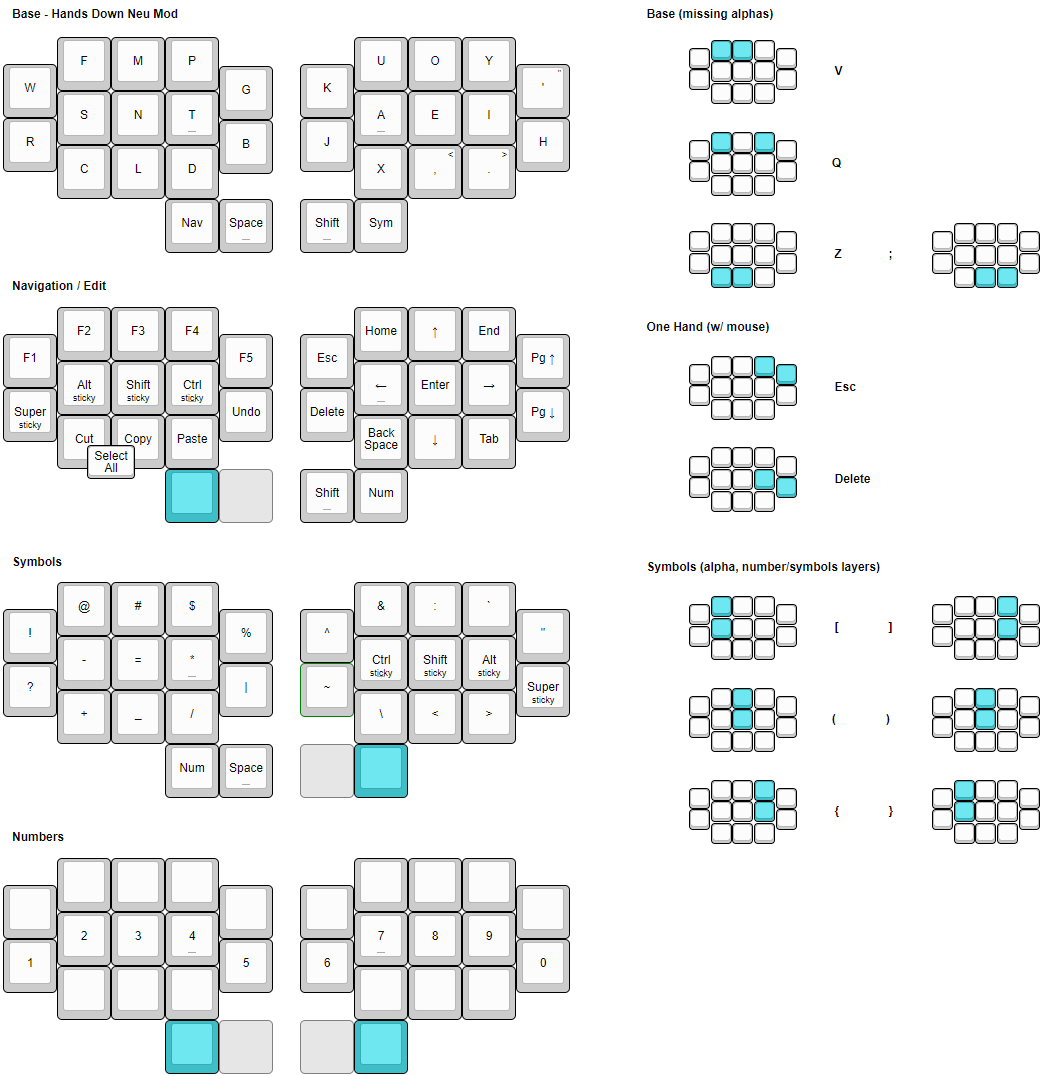 Base - Hands Down Neu Mod
F M P U O Y
W G K ' "
S N T A E I
R B J H
C L D X , < . >
Nav Space Shift Sym
Navigation / Edit
F2 F3 F4 Home ↑ End
F1 F5 Esc Pg ↑
Alt Shift Ctrl ← Enter →
sticky sticky sticky
Super Undo Delete Pg ↓
sticky
Cut Copy Paste Back ↓ Tab
Space
Select
All
Shift Num
Symbols
@ # $ & : `
! % ^ "
- = * Ctrl Shift Alt
sticky sticky sticky
? | ~ Super
sticky
+ _ / \ < >
Num Space
Numbers
2 3 4 7 8 9
1 5 6 0
Base (missing alphas)
V
Q
Z ;
One Hand (w/ mouse)
Esc
Delete
Symbols (alpha, number/symbols layers)
[ ]
( )
{ }